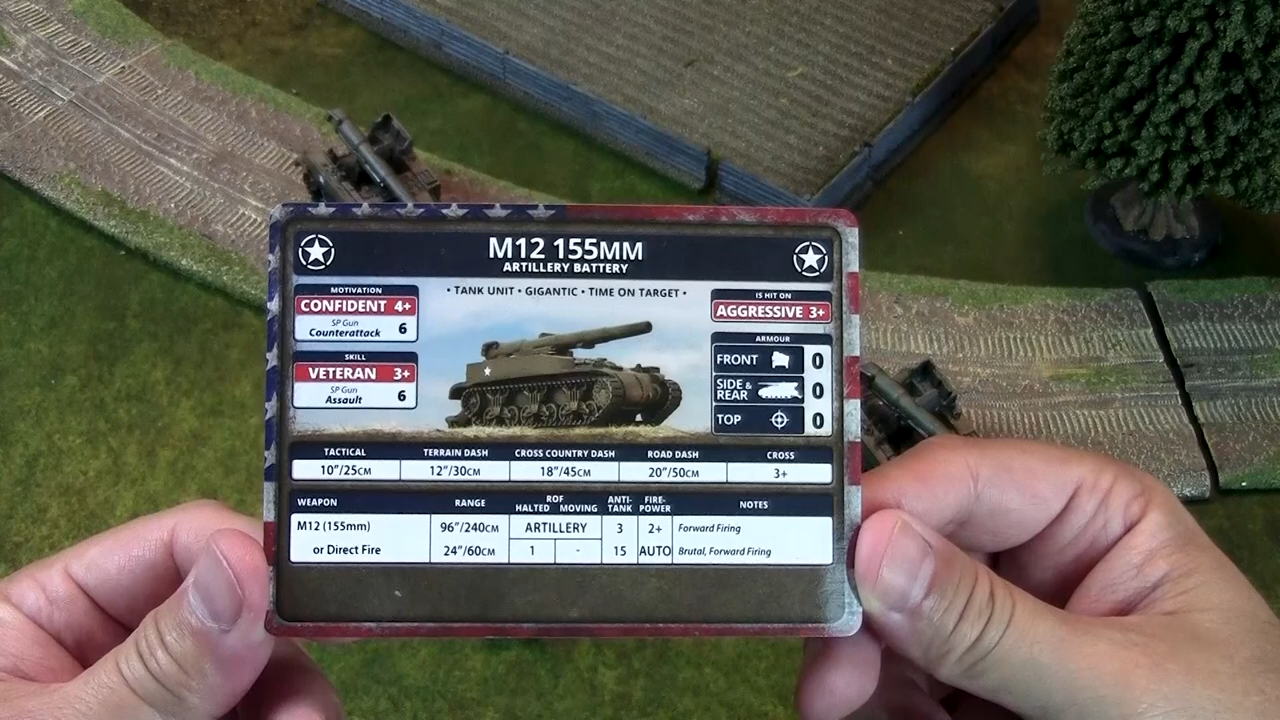 M12 155MM
ARTILLERY BATTERY
• TANK UNIT • GIGANTIC • TIME ON TARGET •
MOTIVATION
CONFIDENT 4+
SP Gun
Counterattack 6
SKILL
VETERAN 3+
SP Gun
Assault 6
IS HIT ON
AGGRESSIVE 3+
ARMOUR
FRONT 0
SIDE &
REAR 0
TOP 0
TACTICAL TERRAIN DASH CROSS COUNTRY DASH ROAD DASH CROSS
10"/25CM 12"/30CM 18"/45CM 20"/50CM 3+
WEAPON RANGE ROF HALTED MOVING ANTI-TANK FIRE-POWER NOTES
M12 (155mm) 96"/240CM ARTILLERY 3 2+ Forward Firing
or Direct Fire 24"/60CM 1 - 15 AUTO Brutal, Forward Firing